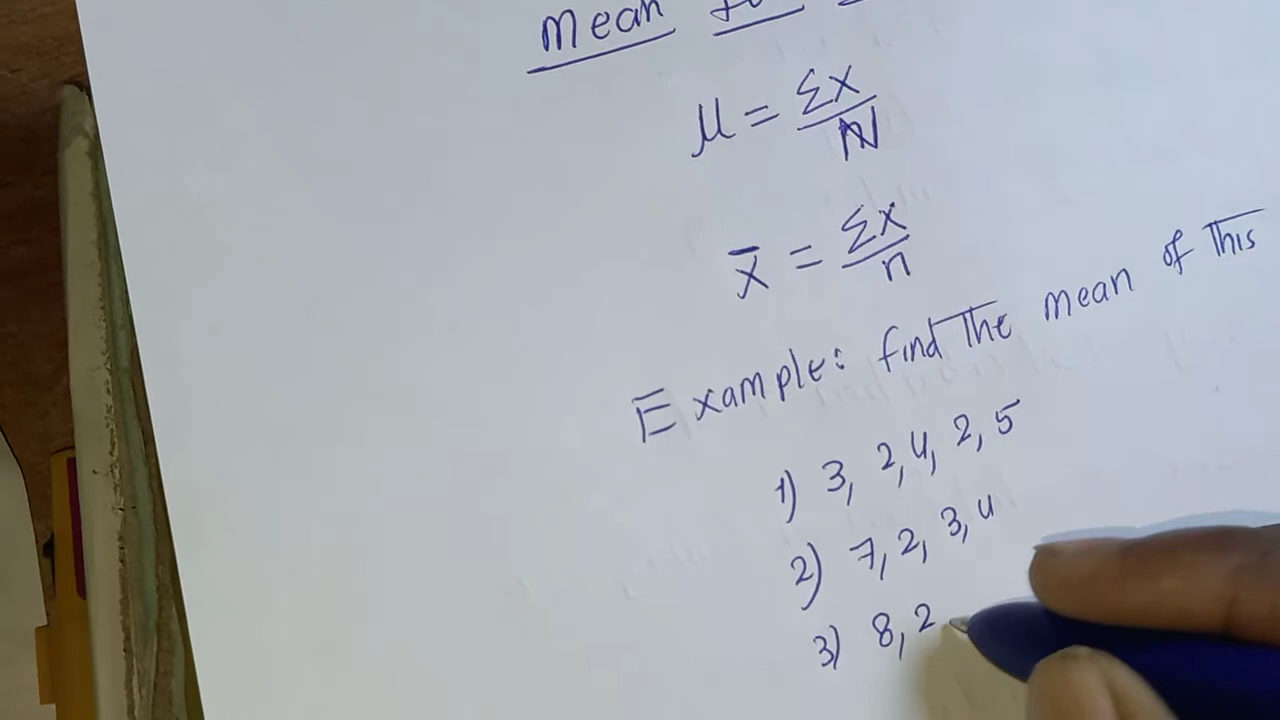 Mean
μ = Σx/N
x̄ = Σx/n
Example: find The mean of This
1) 3, 2, 4, 2, 5
2) 7, 2, 3, 4
3) 8, 2